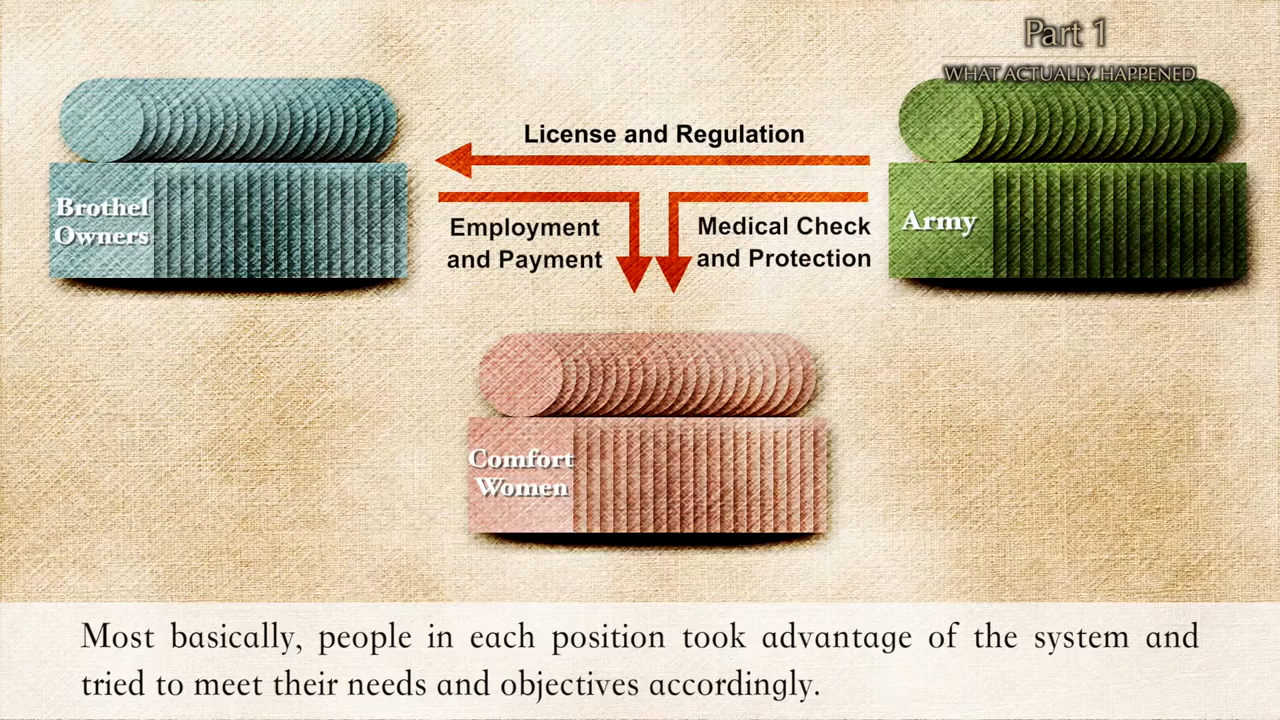 Part 1
WHAT ACTUALLY HAPPENED
License and Regulation
Brothel
Owners
Employment
and Payment
Medical Check
and Protection
Army
Comfort
Women
Most basically, people in each position took advantage of the system and
tried to meet their needs and objectives accordingly.